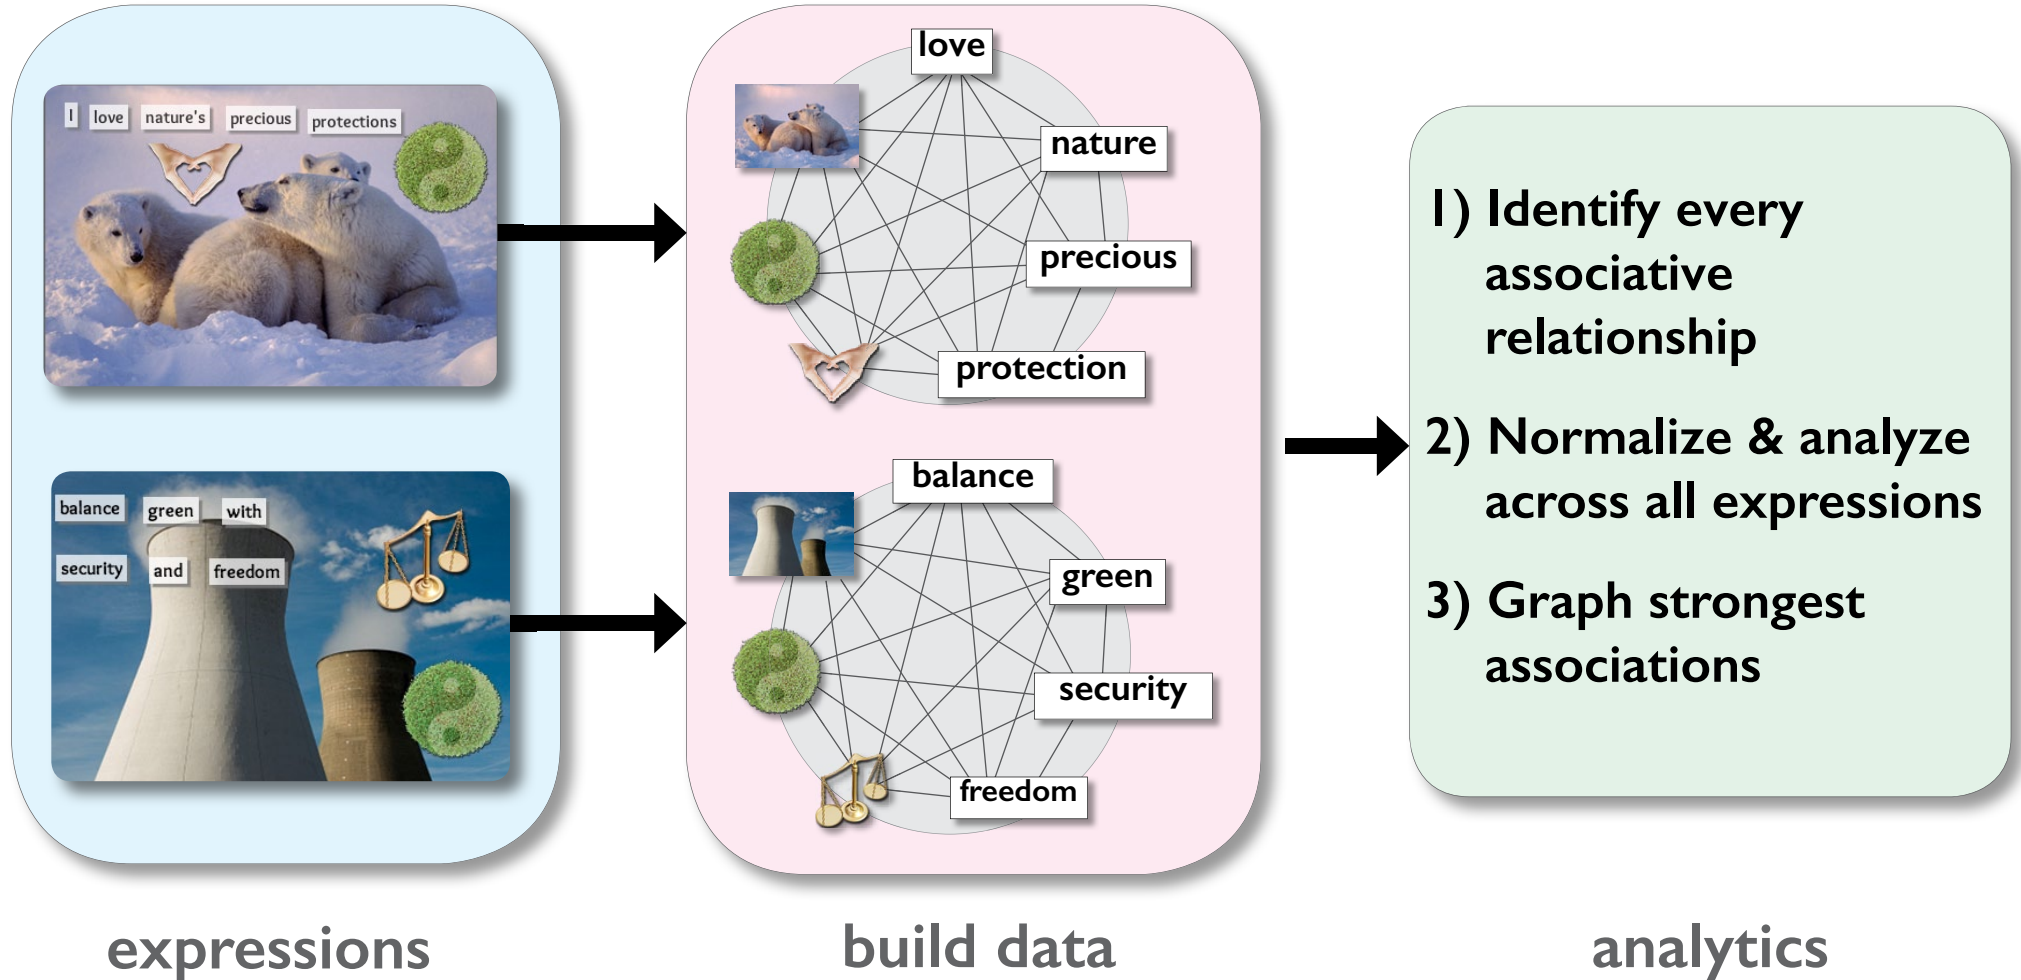 I love nature's precious protections
balance green with
security and freedom
expressions
love
nature
precious
protection
balance
green
security
freedom
build data
1) Identify every
associative
relationship
2) Normalize & analyze
across all expressions
3) Graph strongest
associations
analytics